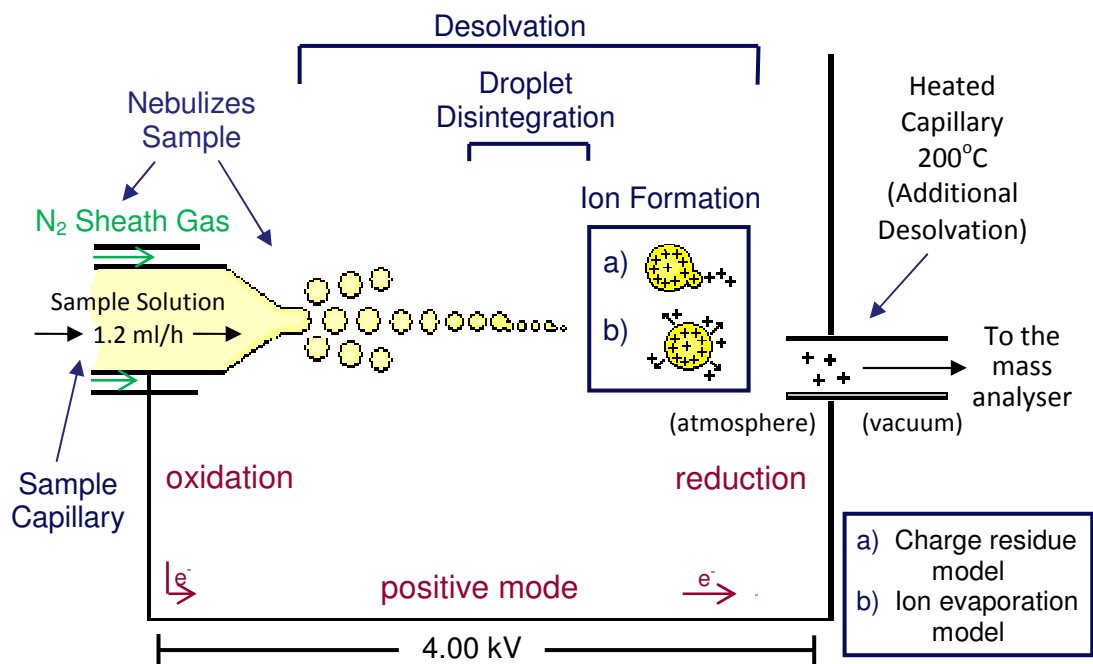 Desolvation
Droplet
Disintegration
Nebulizes
Sample
Heated
Capillary
200°C
(Additional
Desolvation)
Ion Formation
N₂ Sheath Gas
a)
b)
Sample Solution
1.2 ml/h
To the
mass
analyser
(atmosphere)
(vacuum)
Sample
Capillary
oxidation
reduction
e⁻
positive mode
e⁻
a) Charge residue
model
b) Ion evaporation
model
4.00 kV